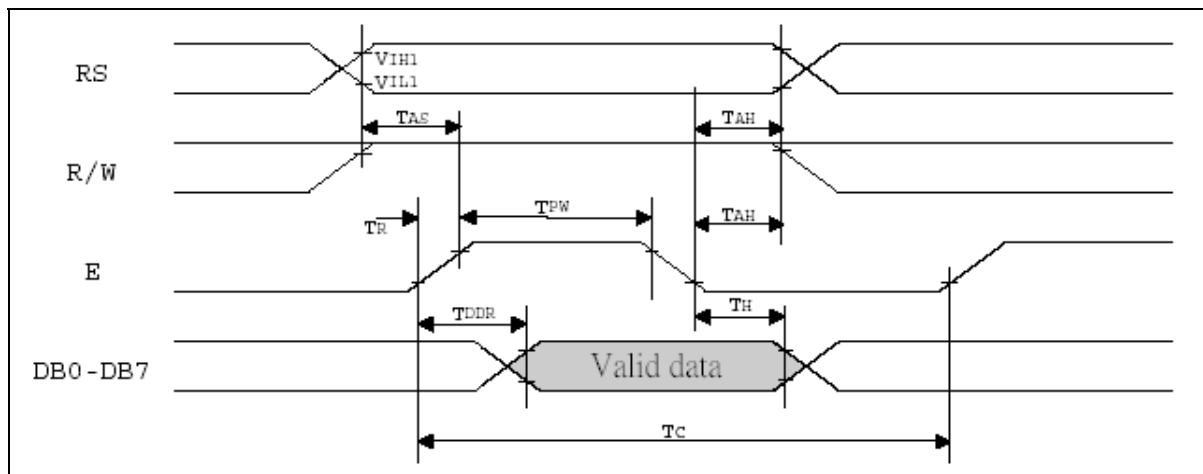 RS
VIH1
VIL1
TAS
TAH
R/W
TPW
TAH
TR
E
TDDR
TH
DB0-DB7
Valid data
TC